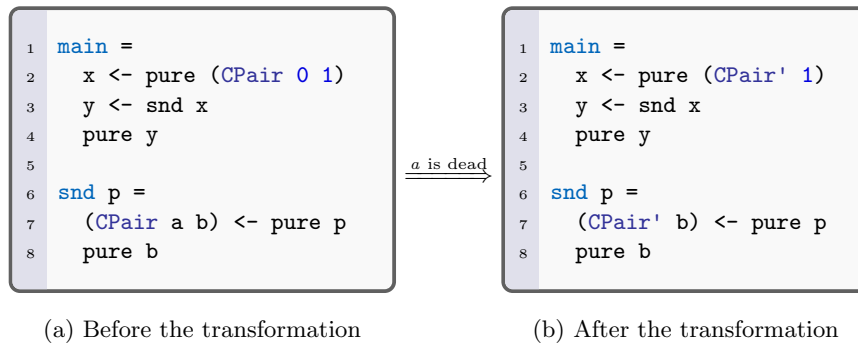 1 main =
2 x <- pure (CPair 0 1)
3 y <- snd x
4 pure y
5
6 snd p =
7 (CPair a b) <- pure p
8 pure b
a is dead
1 main =
2 x <- pure (CPair' 1)
3 y <- snd x
4 pure y
5
6 snd p =
7 (CPair' b) <- pure p
8 pure b
(a) Before the transformation
(b) After the transformation